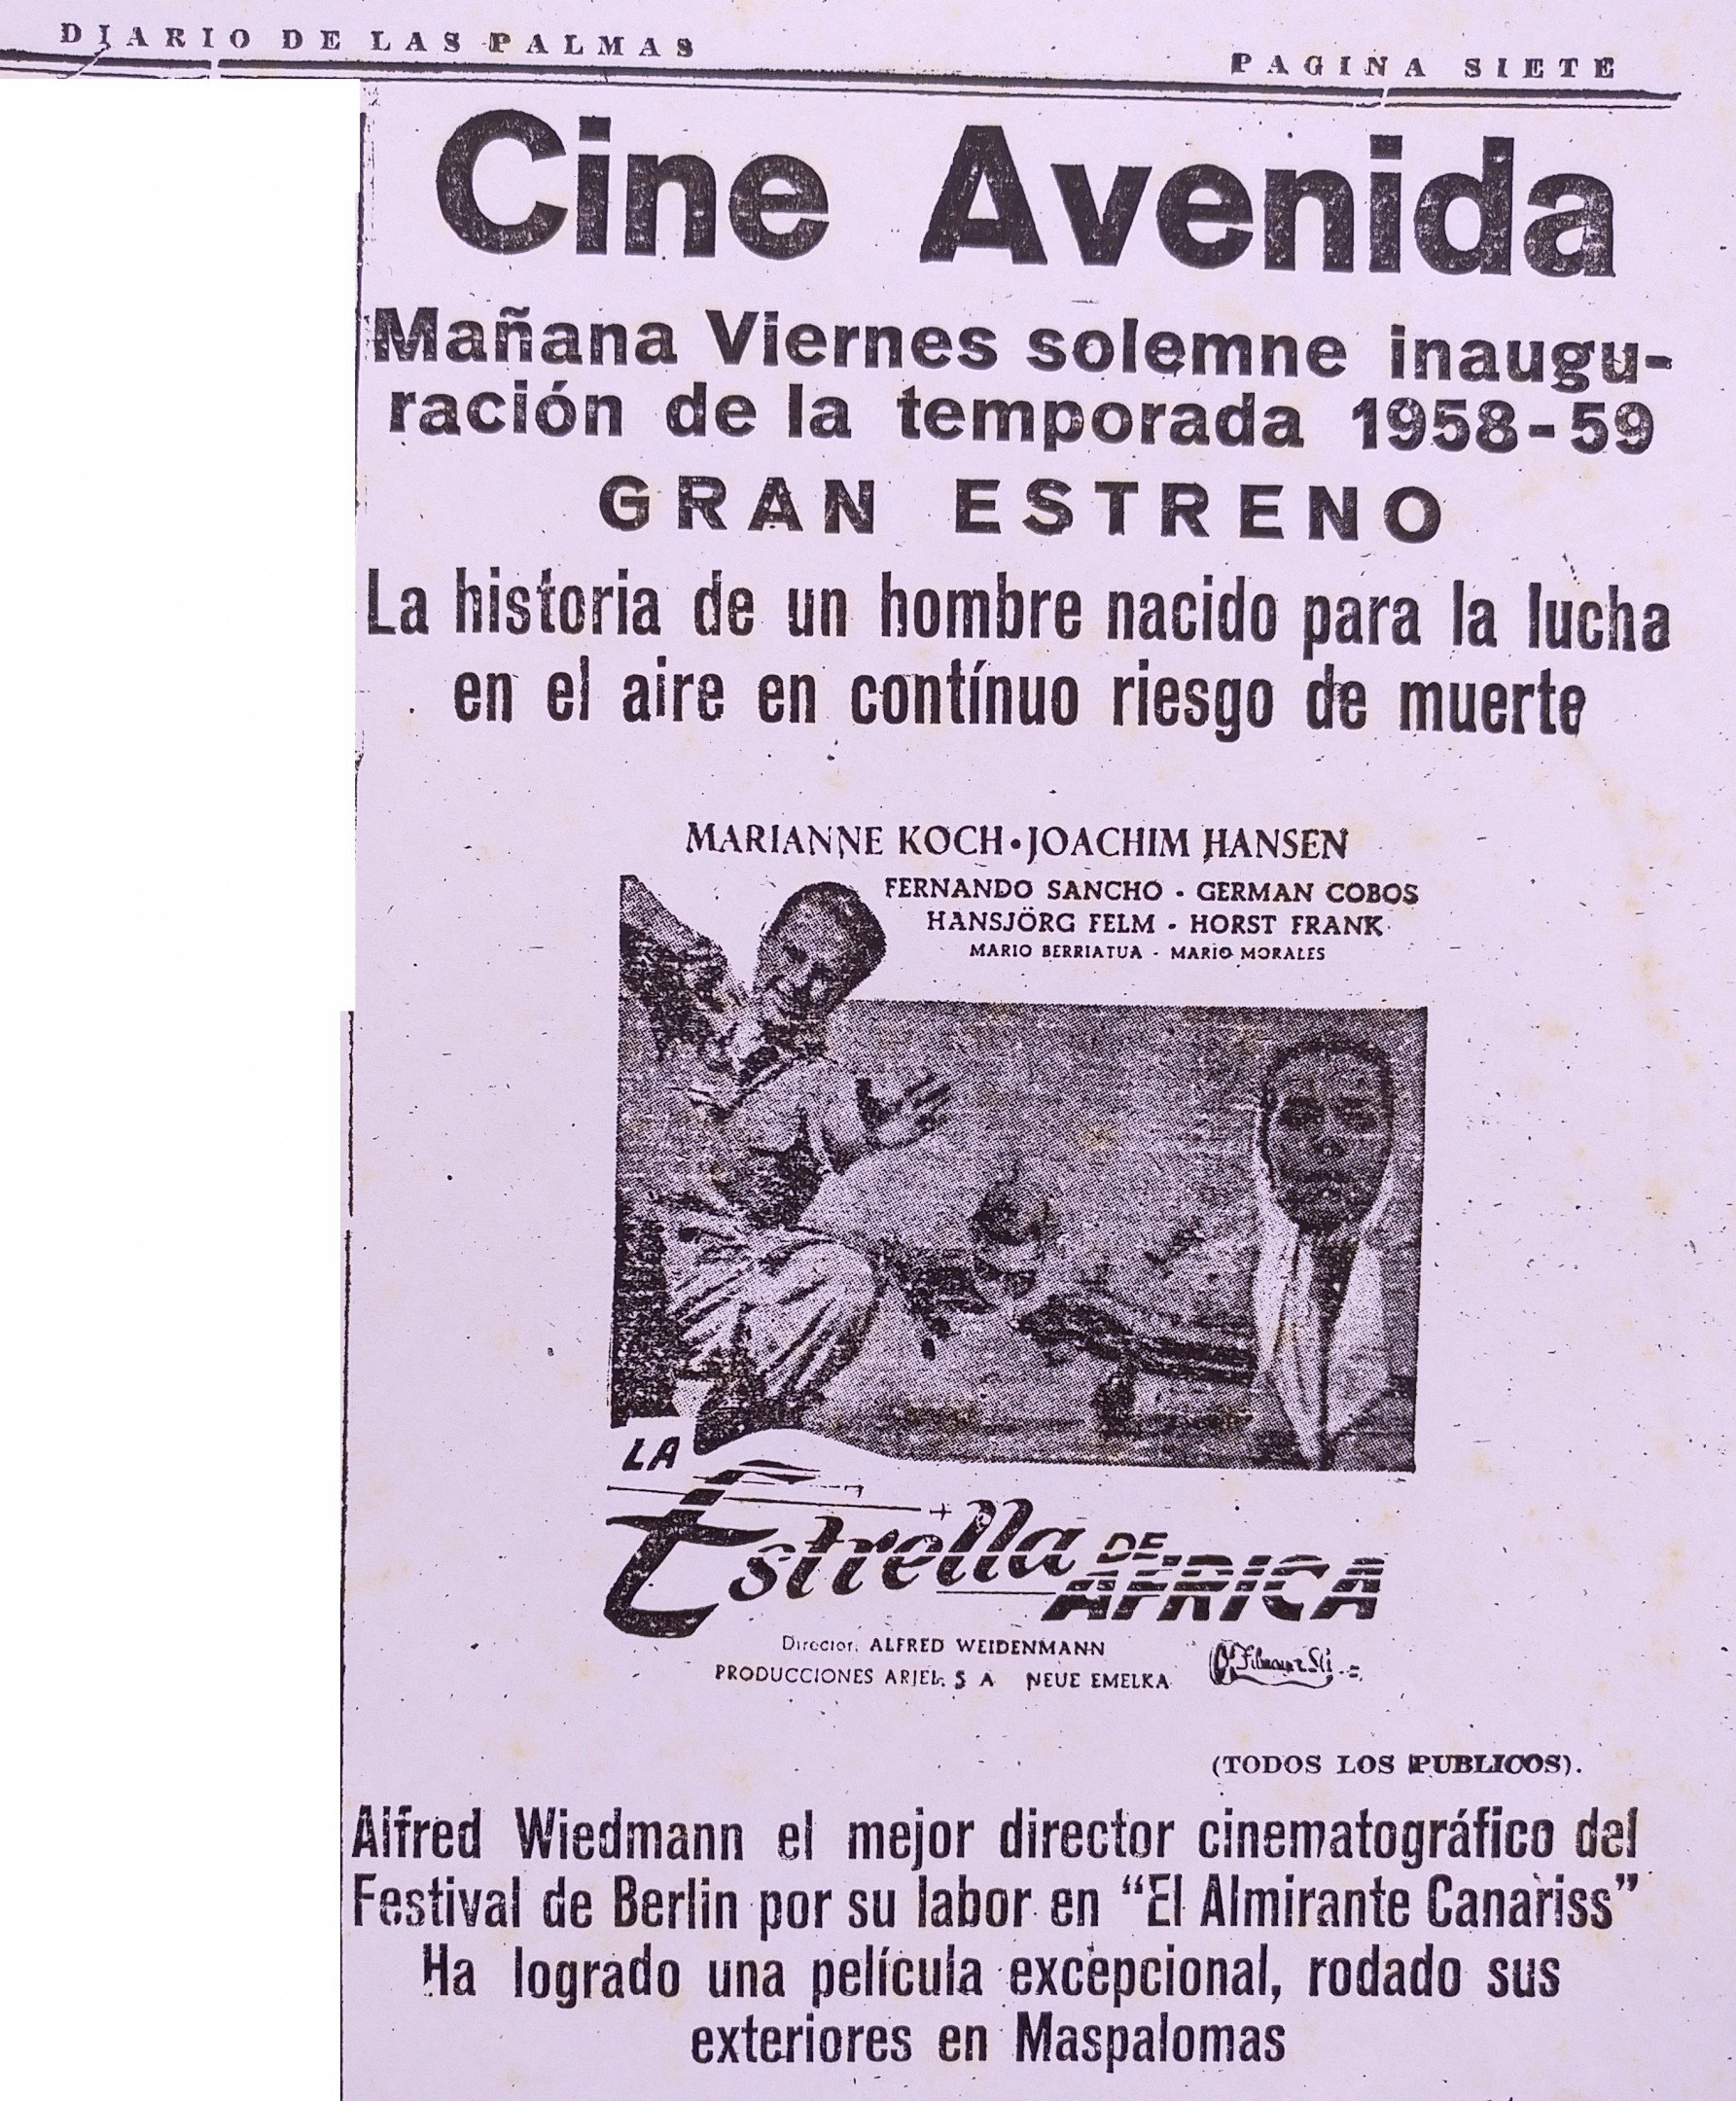 DIARIO DE LAS PALMAS
PAGINA SIETE
Cine Avenida
Mañana Viernes solemne inaugu-
ración de la temporada 1958-59
GRAN ESTRENO
La historia de un hombre nacido para la lucha
en el aire en contínuo riesgo de muerte
MARIANNE KOCH·JOACHIM HANSEN
FERNANDO SANCHO - GERMAN COBOS
HANSJÖRG FELM - HORST FRANK
MARIO BERRIATUA - MARIO MORALES
LA
Estrella DE
AFRICA
Director: ALFRED WEIDENMANN
PRODUCCIONES ARIEL S A NEUE EMELKA
(TODOS LOS PUBLICOS).
Alfred Wiedmann el mejor director cinematográfico del
Festival de Berlin por su labor en “El Almirante Canariss”
Ha logrado una película excepcional, rodado sus
exteriores en Maspalomas